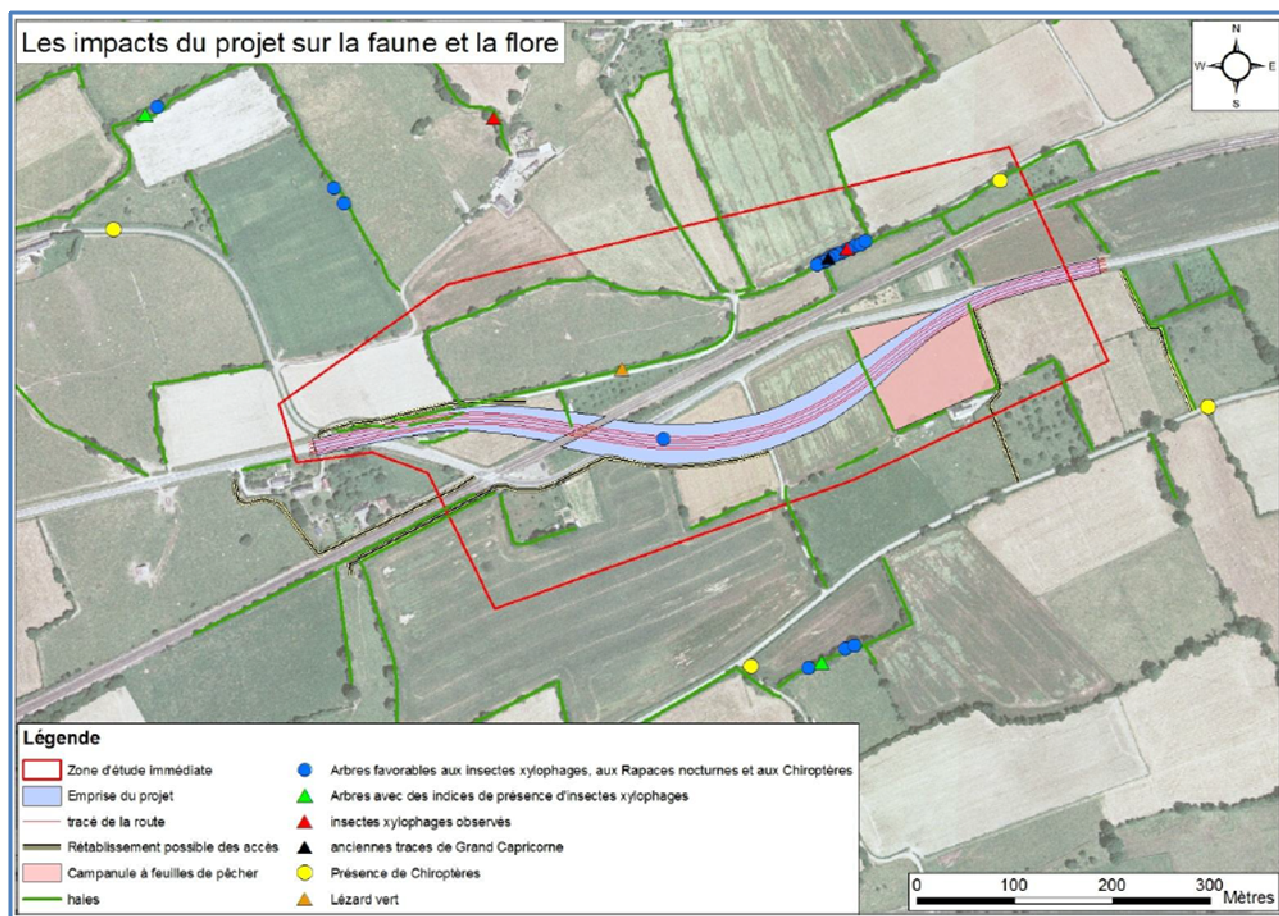 Les impacts du projet sur la faune et la flore
N
W E
S
Légende
Zone d'étude immédiate
Emprise du projet
tracé de la route
Rétablissement possible des accès
Campanule à feuilles de pêcher
haies
Arbres favorables aux insectes xylophages, aux Rapaces nocturnes et aux Chiroptères
Arbres avec des indices de présence d'insectes xylophages
insectes xylophages observés
anciennes traces de Grand Capricorne
Présence de Chiroptères
Lézard vert
0 100 200 300
Mètres